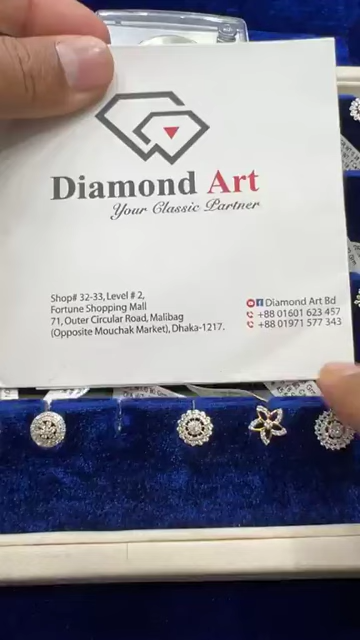 Diamond Art
Your Classic Partner
Shop# 32-33, Level # 2,
Fortune Shopping Mall
71, Outer Circular Road, Malibag
(Opposite Mouchak Market), Dhaka-1217.
Diamond Art Bd
+88 01601 623 457
+88 01971 577 343